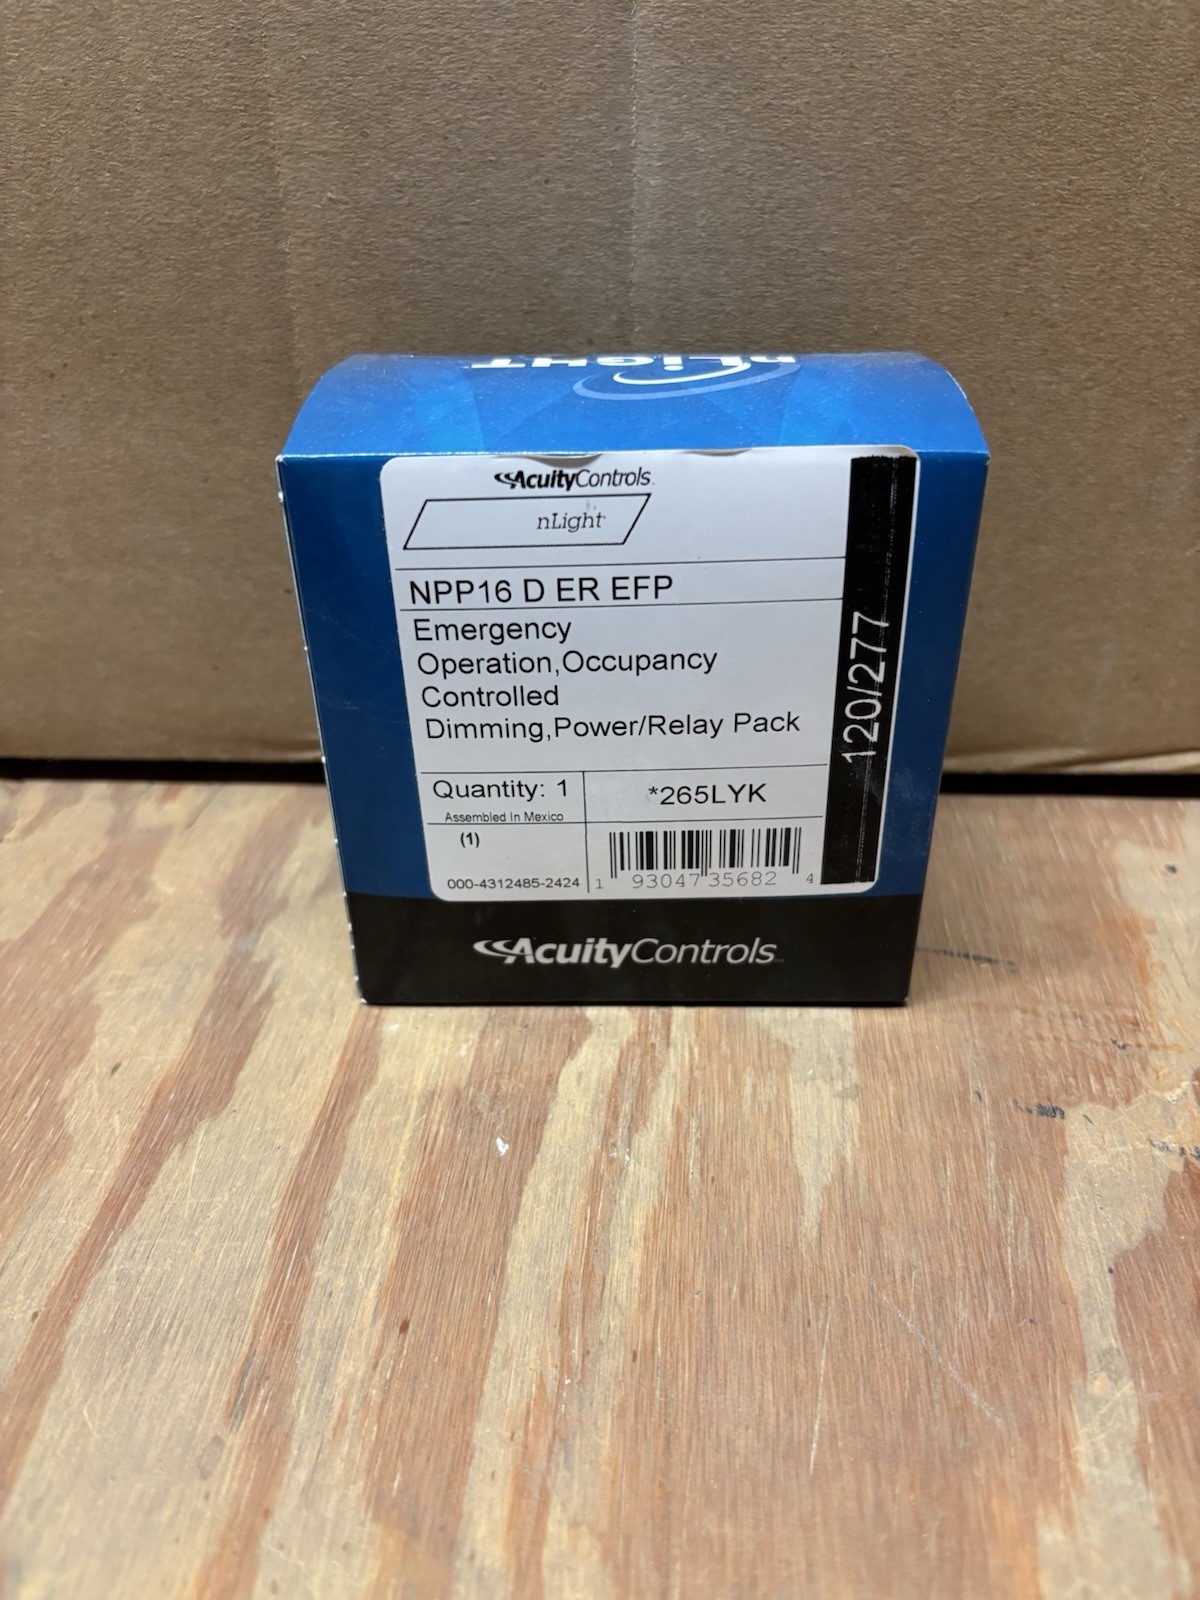 nLIGHT
AcuityControls
nLight
NPP16 D ER EFP
Emergency
Operation,Occupancy
Controlled
Dimming,Power/Relay Pack
120/277
Quantity: 1
*265LYK
Assembled In Mexico
(1)
000-4312485-2424
1 93047 35682 4
AcuityControls